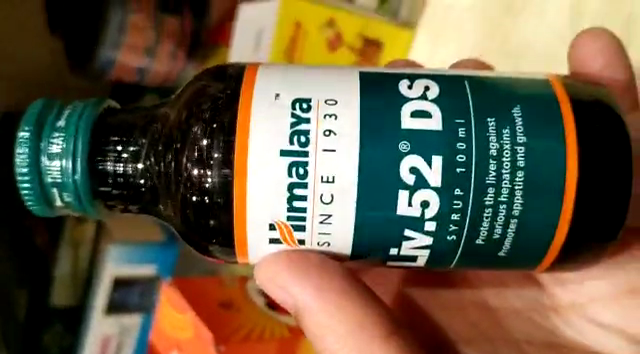 Himalaya™
SINCE 1930
Liv.52® DS
SYRUP 100ml
Protects the liver against
various hepatotoxins.
Promotes appetite and growth.
THIS WAY